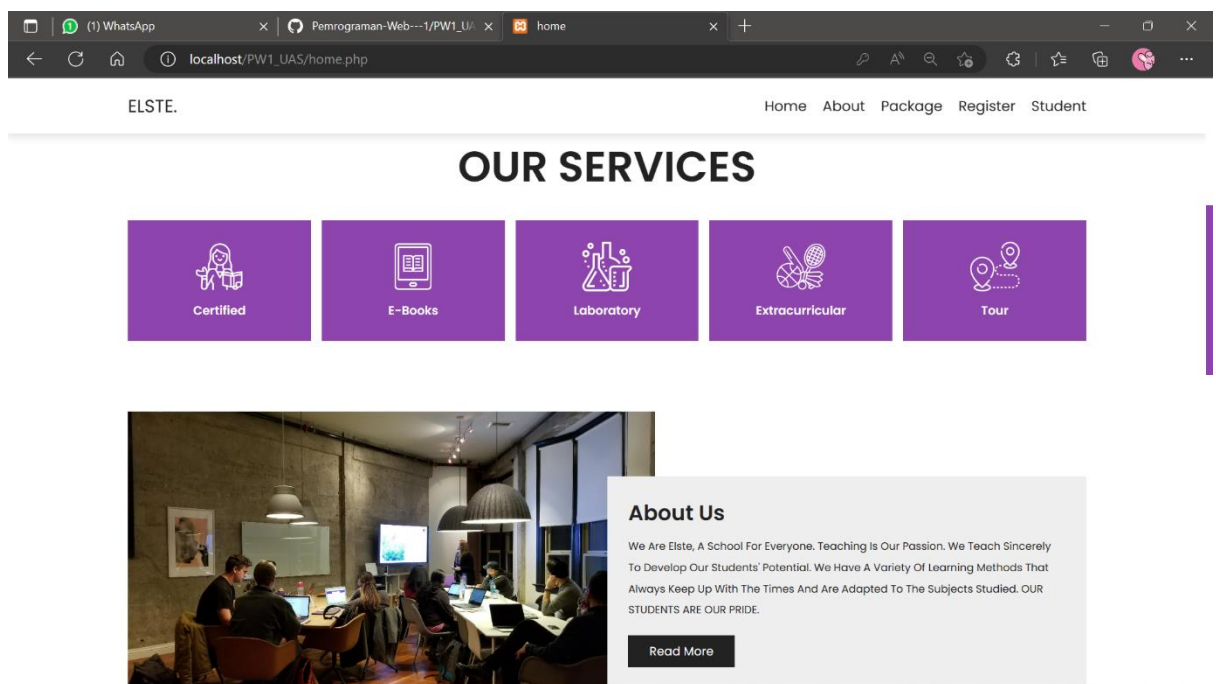 (1) WhatsApp
Pemrograman-Web---1/PW1_UA
home
localhost/PW1_UAS/home.php
ELSTE.
Home About Package Register Student
OUR SERVICES
Certified
E-Books
Laboratory
Extracurricular
Tour
About Us
We Are Elste, A School For Everyone. Teaching Is Our Passion. We Teach Sincerely
To Develop Our Students' Potential. We Have A Variety Of Learning Methods That
Always Keep Up With The Times And Are Adapted To The Subjects Studied. OUR
STUDENTS ARE OUR PRIDE.
Read More